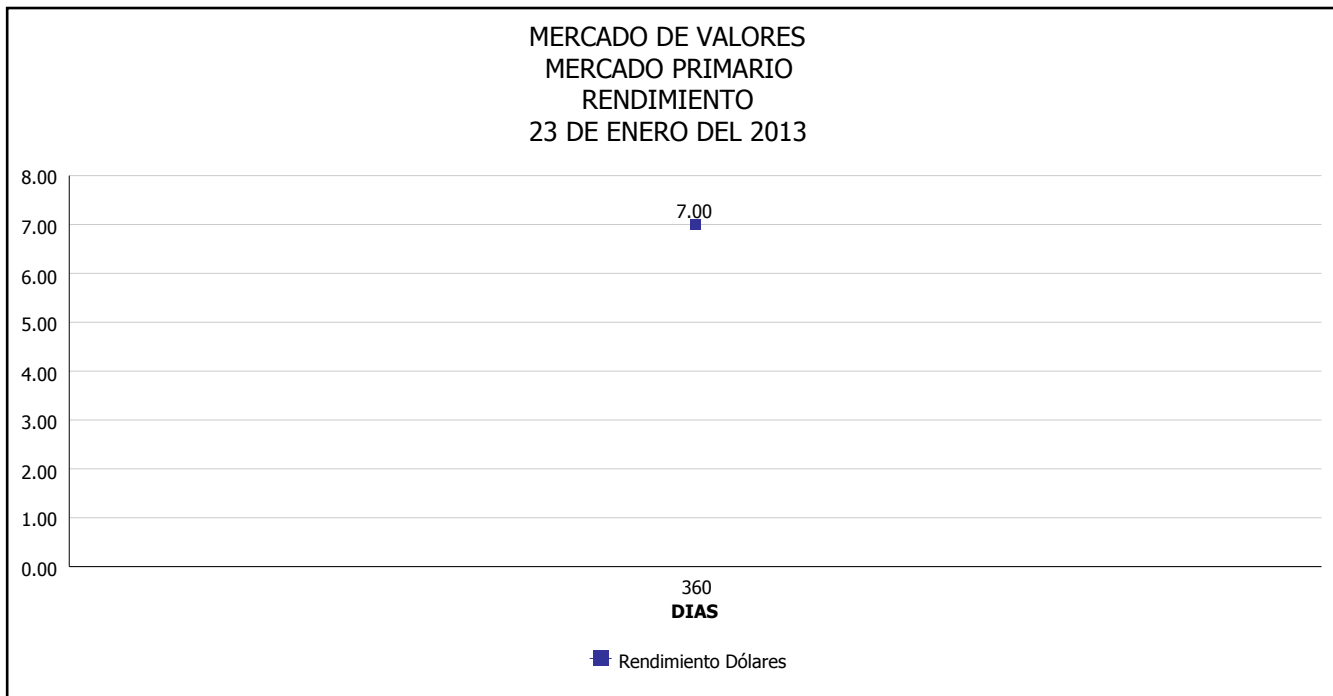 MERCADO DE VALORES
MERCADO PRIMARIO
RENDIMIENTO
23 DE ENERO DEL 2013
8.00
7.00
7.00
6.00
5.00
4.00
3.00
2.00
1.00
0.00
360
DIAS
Rendimiento Dólares